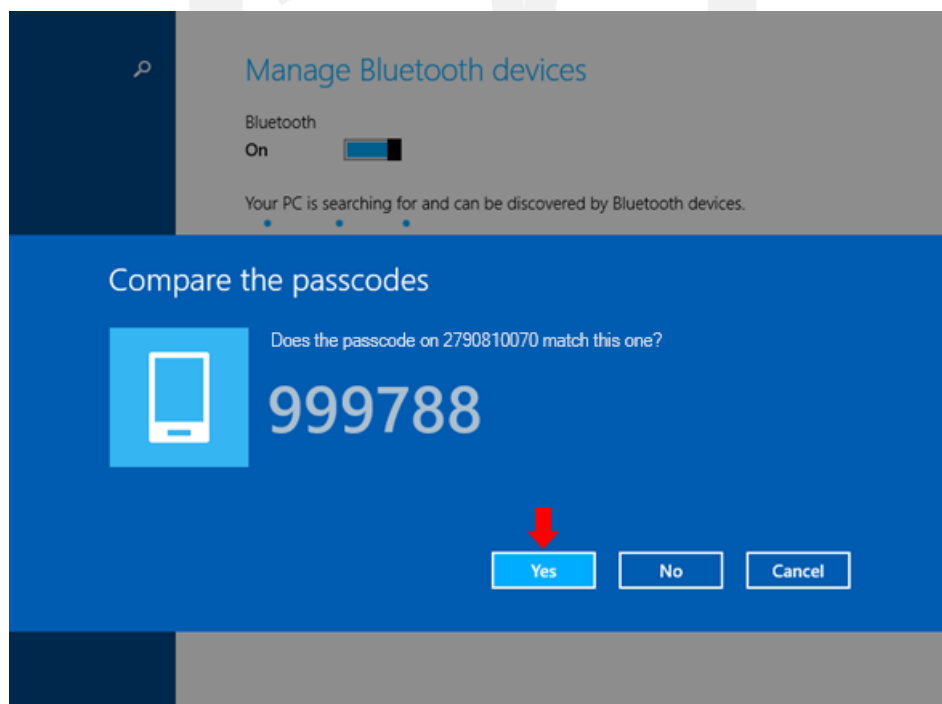 Manage Bluetooth devices
Bluetooth
On
Your PC is searching for and can be discovered by Bluetooth devices.
Compare the passcodes
Does the passcode on 2790810070 match this one?
999788
Yes No Cancel